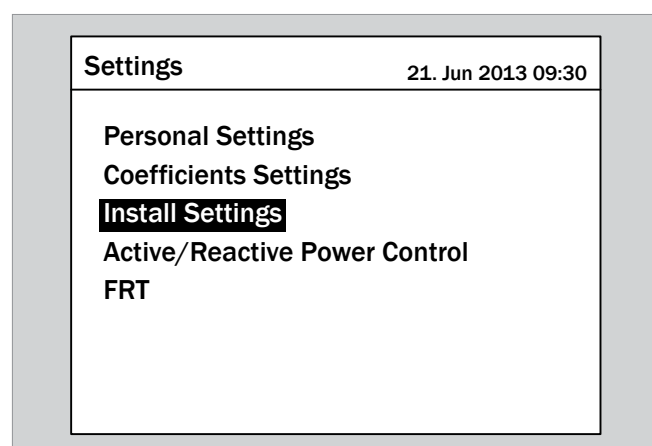 Settings 21. Jun 2013 09:30
Personal Settings
Coefficients Settings
Install Settings
Active/Reactive Power Control
FRT